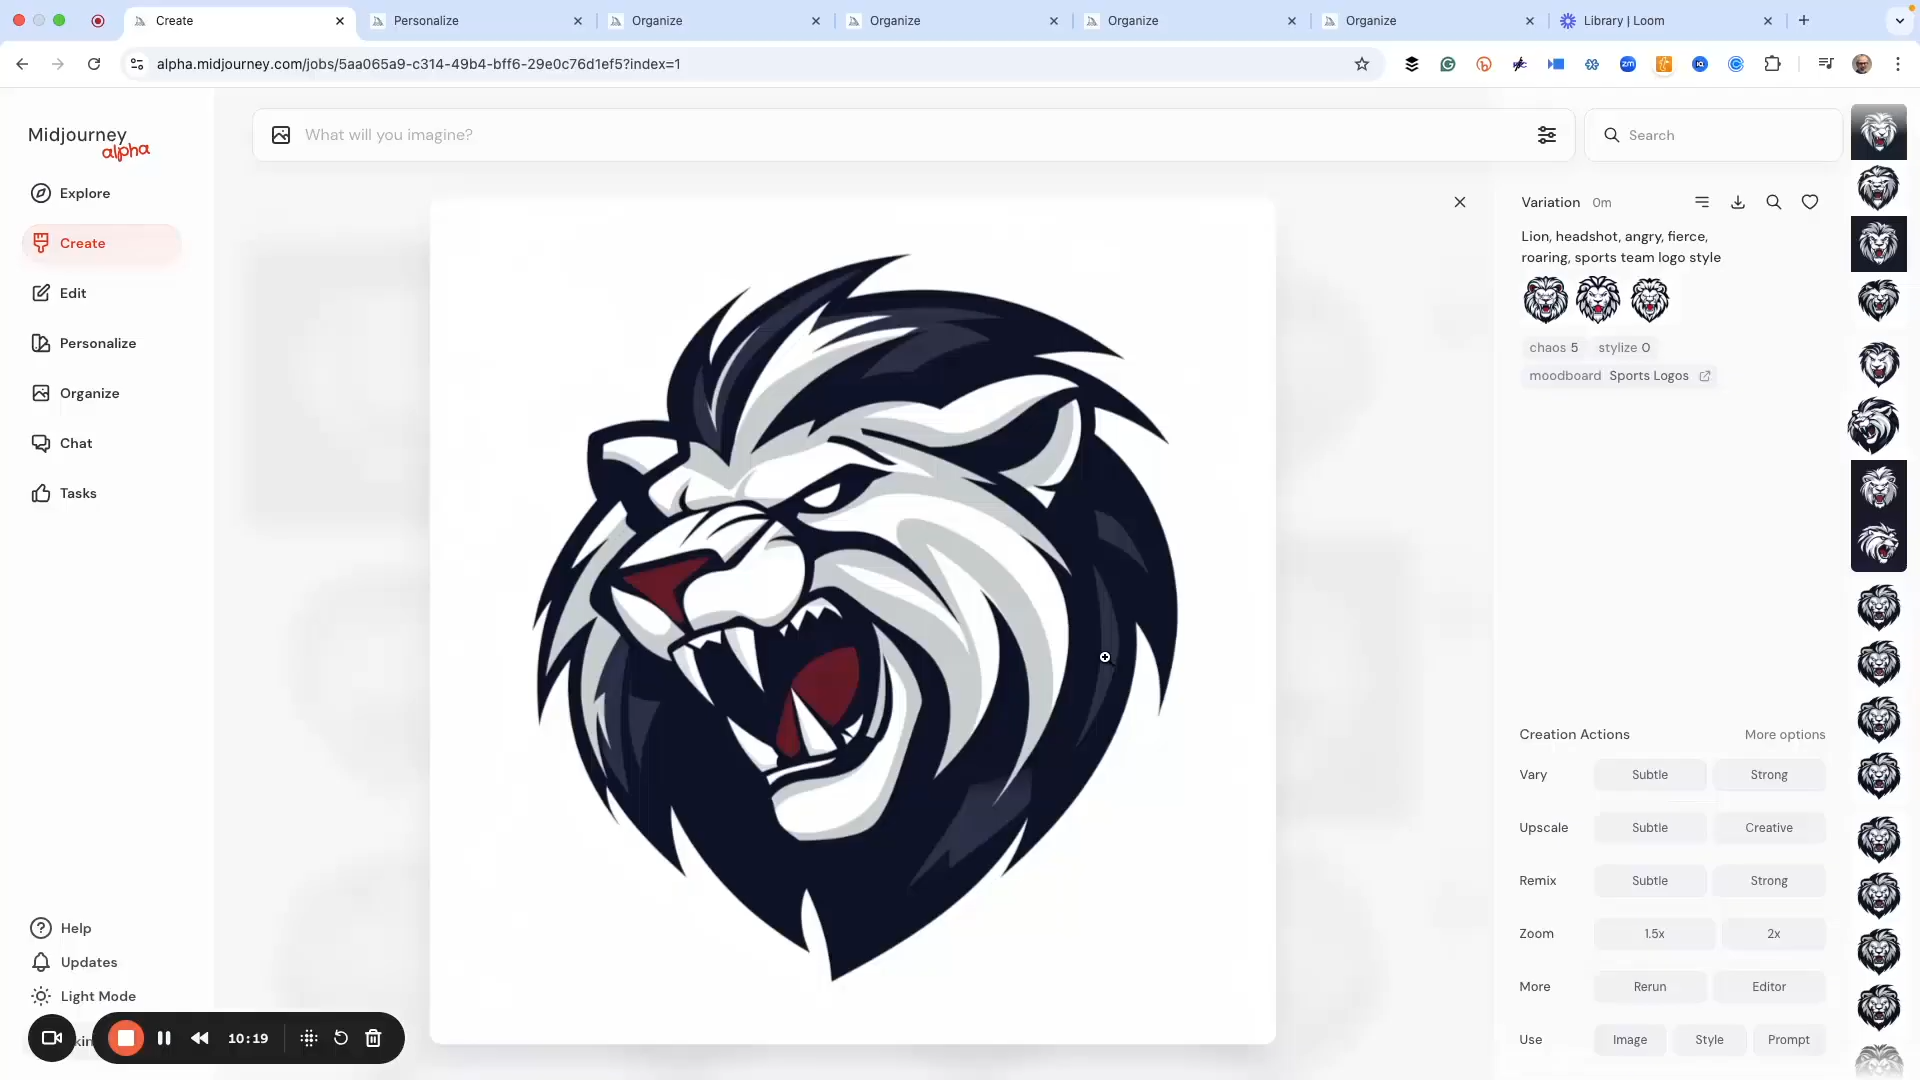 Create
Personalize
Organize
Organize
Organize
Organize
Library | Loom
alpha.midjourney.com/jobs/5aa065a9-c314-49b4-bff6-29e0c76d1ef5?index=1
Midjourney
alpha
What will you imagine?
Search
Explore
Create
Edit
Personalize
Organize
Chat
Tasks
Variation 0m
Lion, headshot, angry, fierce,
roaring, sports team logo style
chaos 5 stylize 0
moodboard Sports Logos
Creation Actions More options
Vary Subtle Strong
Upscale Subtle Creative
Remix Subtle Strong
Zoom 1.5x 2x
More Rerun Editor
Use Image Style Prompt
Help
Updates
Light Mode
10:19